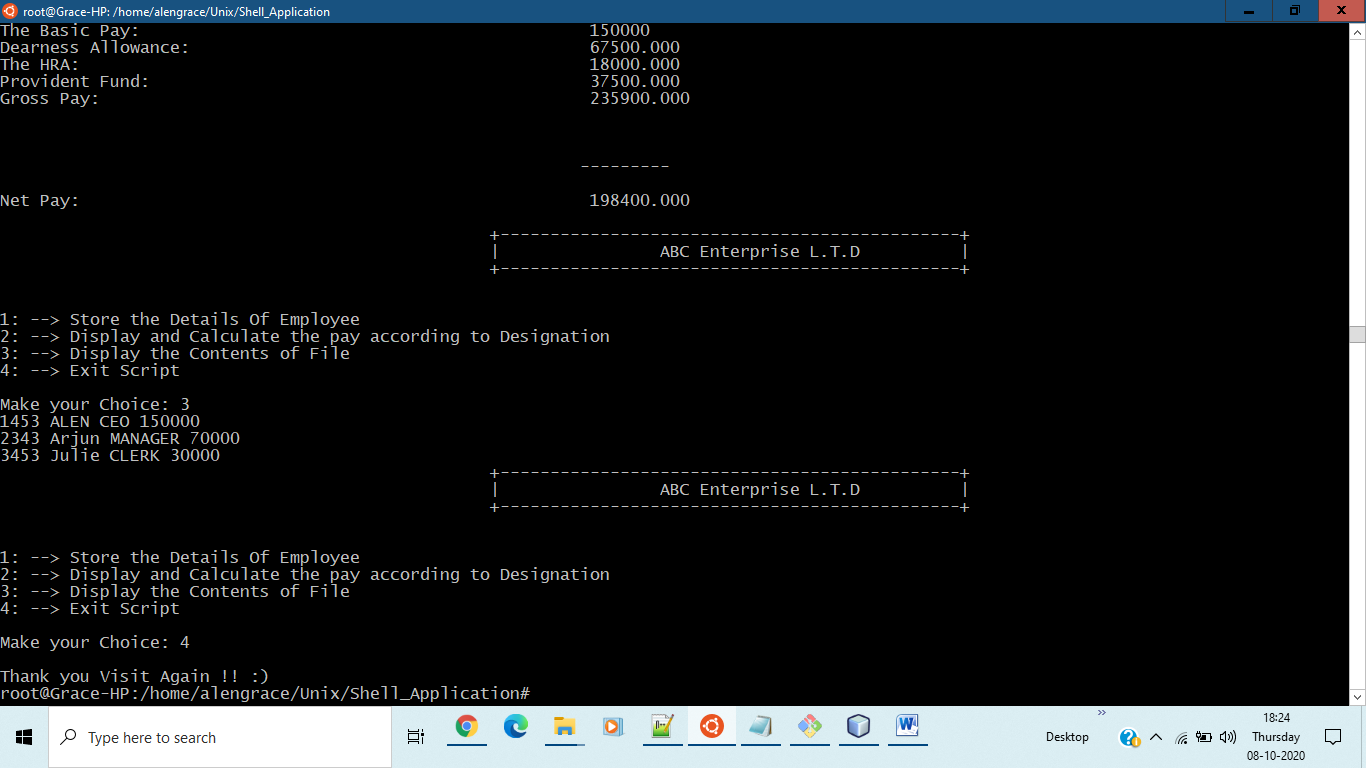 root@Grace-HP: /home/alengrace/Unix/Shell_Application
The Basic Pay: 150000
Dearness Allowance: 67500.000
The HRA: 18000.000
Provident Fund: 37500.000
Gross Pay: 235900.000
---------
Net Pay: 198400.000
+----------------------------------------------+
| ABC Enterprise L.T.D |
+----------------------------------------------+
1: --> Store the Details Of Employee
2: --> Display and Calculate the pay according to Designation
3: --> Display the Contents of File
4: --> Exit Script
Make your Choice: 3
1453 ALEN CEO 150000
2343 Arjun MANAGER 70000
3453 Julie CLERK 30000
+----------------------------------------------+
| ABC Enterprise L.T.D |
+----------------------------------------------+
1: --> Store the Details Of Employee
2: --> Display and Calculate the pay according to Designation
3: --> Display the Contents of File
4: --> Exit Script
Make your Choice: 4
Thank you Visit Again !! :)
root@Grace-HP:/home/alengrace/Unix/Shell_Application#
Type here to search
Desktop
18:24
Thursday
08-10-2020